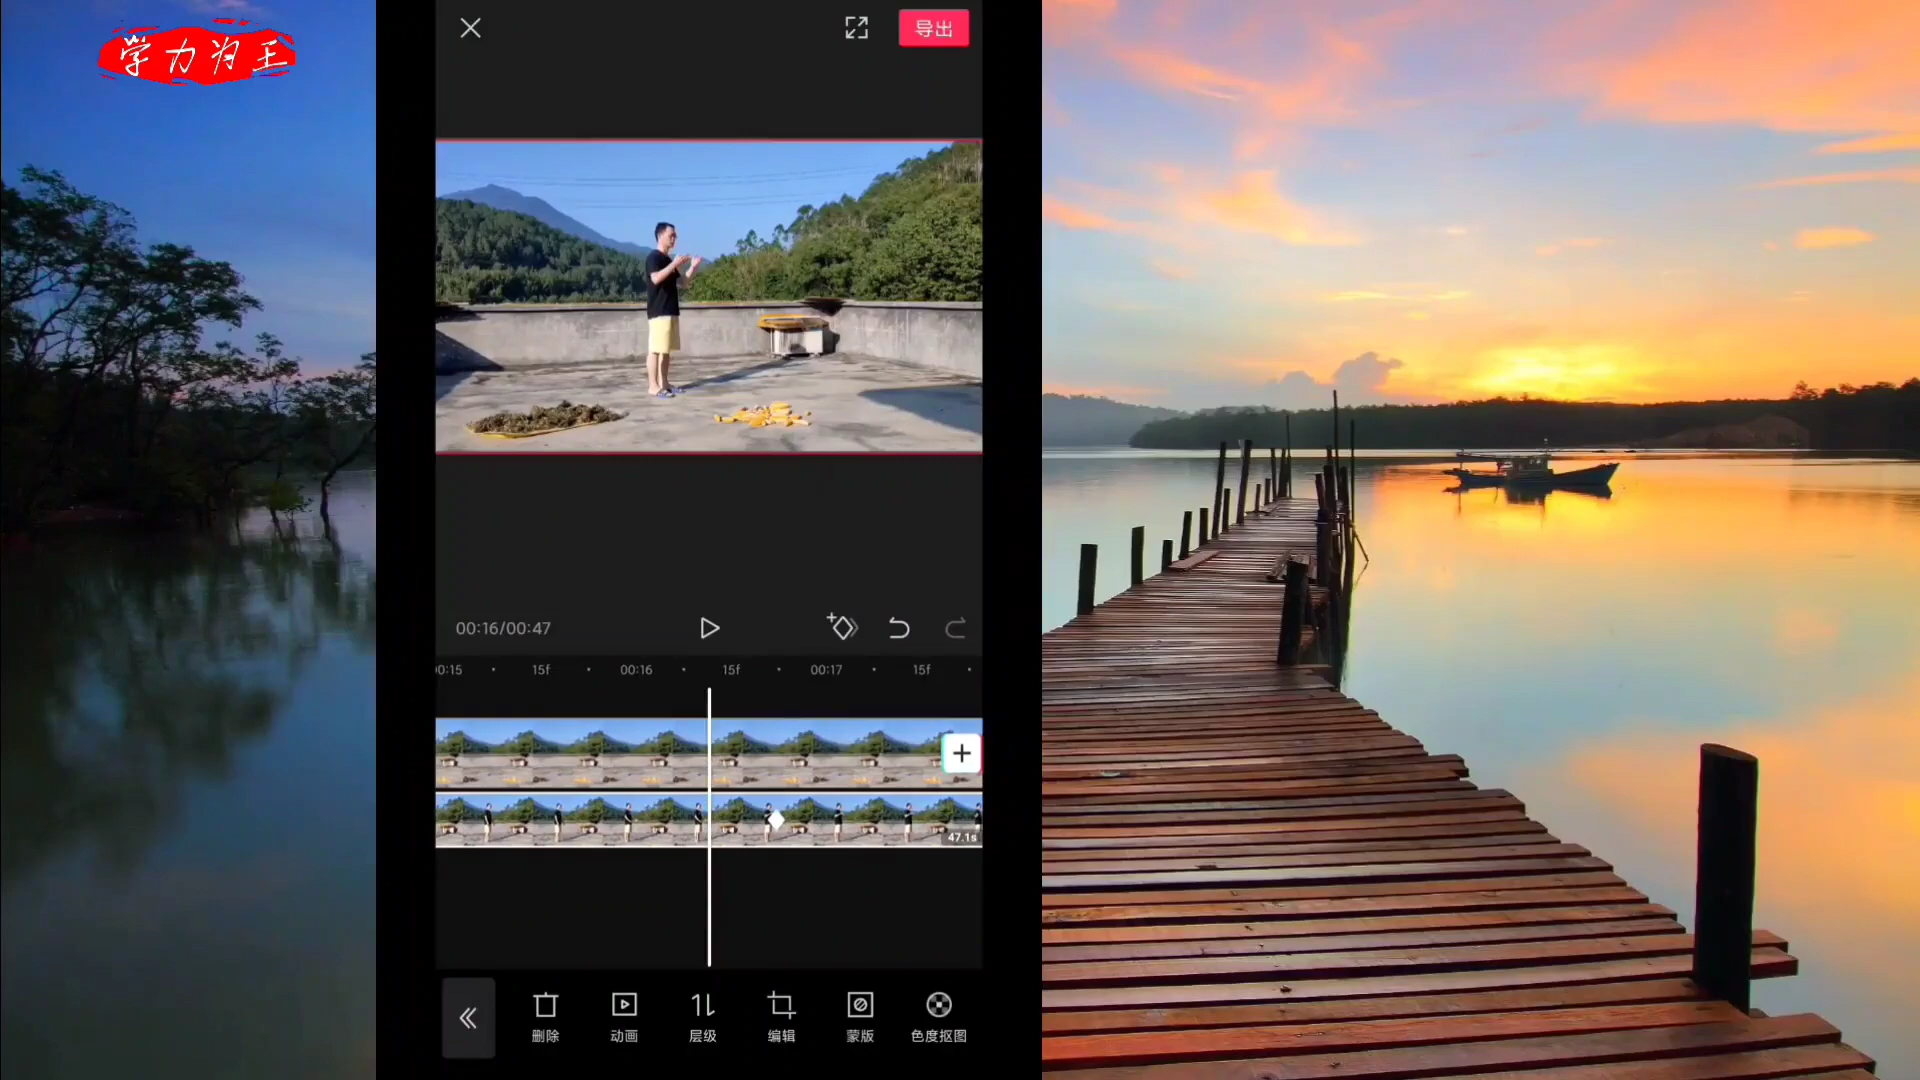 学力为王
导出
00:16/00:47
00:15 15f 00:16 15f 00:17 15f
47.1s
删除 动画 层级 编辑 蒙版 色度抠图